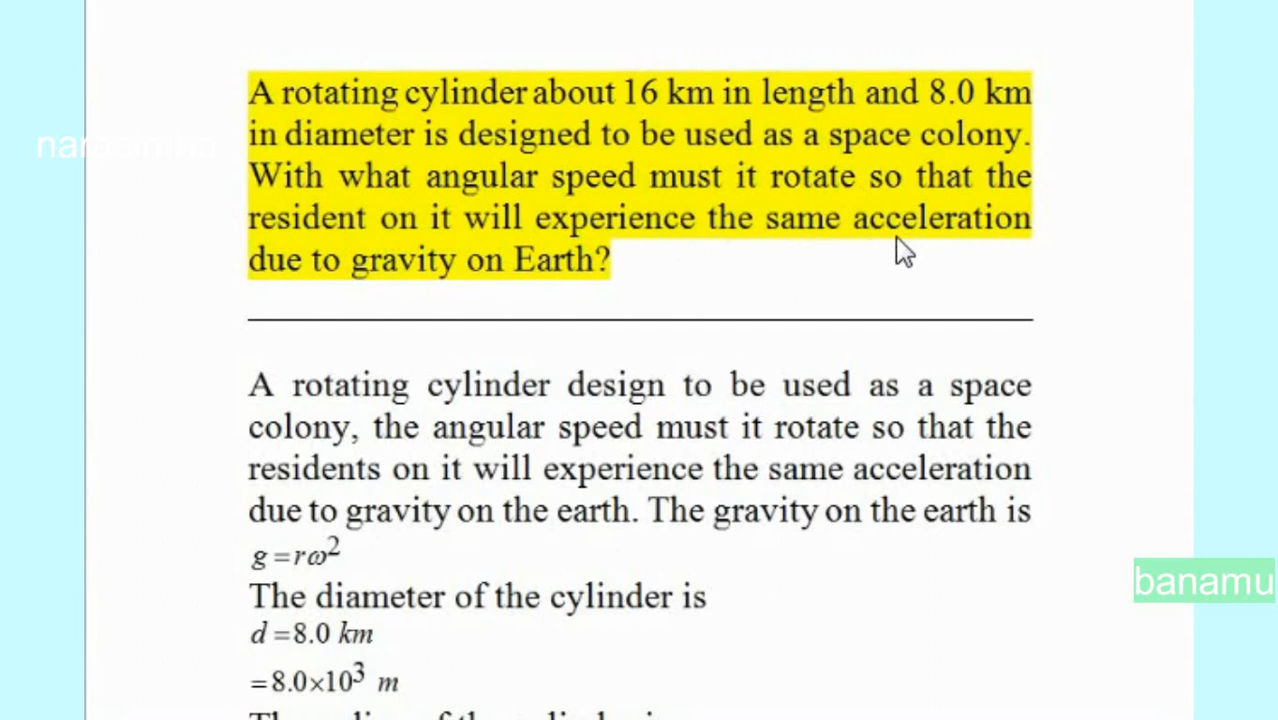 A rotating cylinder about 16 km in length and 8.0 km
in diameter is designed to be used as a space colony.
With what angular speed must it rotate so that the
resident on it will experience the same acceleration
due to gravity on Earth?
A rotating cylinder design to be used as a space
colony, the angular speed must it rotate so that the
residents on it will experience the same acceleration
due to gravity on the earth. The gravity on the earth is
g=rω²
The diameter of the cylinder is
d=8.0 km
=8.0×10³ m
banamu